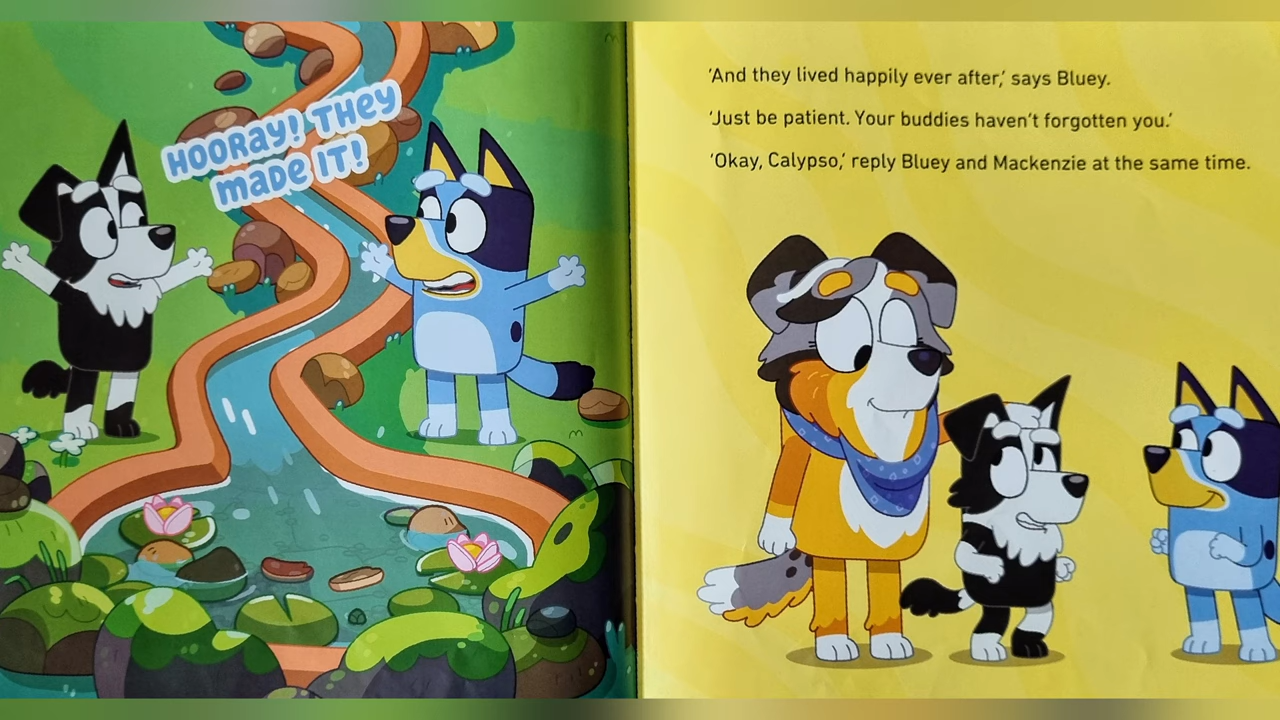 HOORAY! THEY
MADE IT!
‘And they lived happily ever after,’ says Bluey.
‘Just be patient. Your buddies haven’t forgotten you.’
‘Okay, Calypso,’ reply Bluey and Mackenzie at the same time.